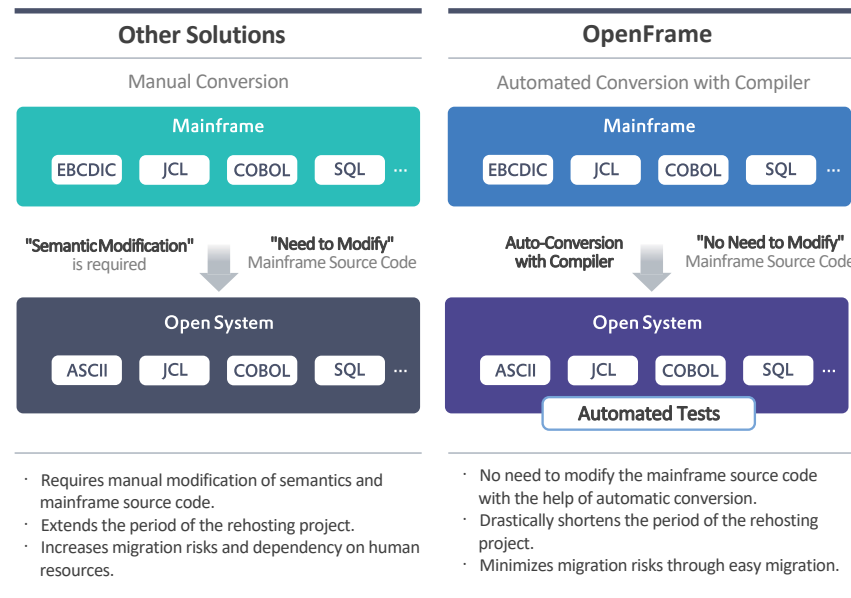 Other Solutions
Manual Conversion
Mainframe
EBCDIC JCL COBOL SQL ...
"Semantic Modification"
is required
"Need to Modify"
Mainframe Source Code
Open System
ASCII JCL COBOL SQL ...
· Requires manual modification of semantics and
mainframe source code.
· Extends the period of the rehosting project.
· Increases migration risks and dependency on human
resources.
OpenFrame
Automated Conversion with Compiler
Mainframe
EBCDIC JCL COBOL SQL ...
Auto-Conversion
with Compiler
"No Need to Modify"
Mainframe Source Code
Open System
ASCII JCL COBOL SQL ...
Automated Tests
· No need to modify the mainframe source code
with the help of automatic conversion.
· Drastically shortens the period of the rehosting
project.
· Minimizes migration risks through easy migration.